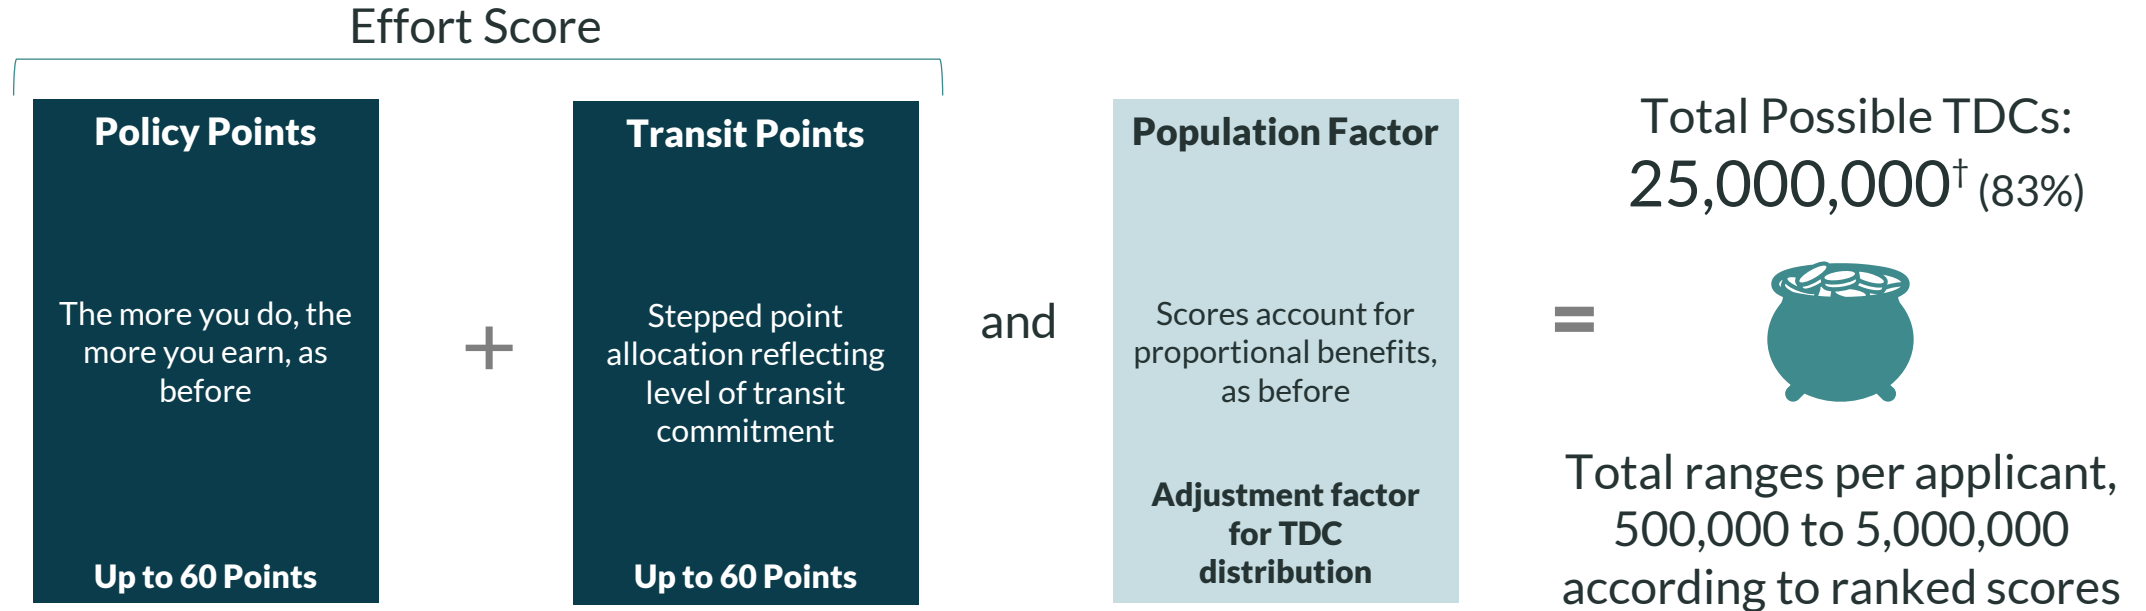 Effort Score
Policy Points
The more you do, the
more you earn, as
before
Up to 60 Points
+
Transit Points
Stepped point
allocation reflecting
level of transit
commitment
Up to 60 Points
and
Population Factor
Scores account for
proportional benefits,
as before
Adjustment factor
for TDC
distribution
=
Total Possible TDCs:
25,000,000† (83%)
Total ranges per applicant,
500,000 to 5,000,000
according to ranked scores